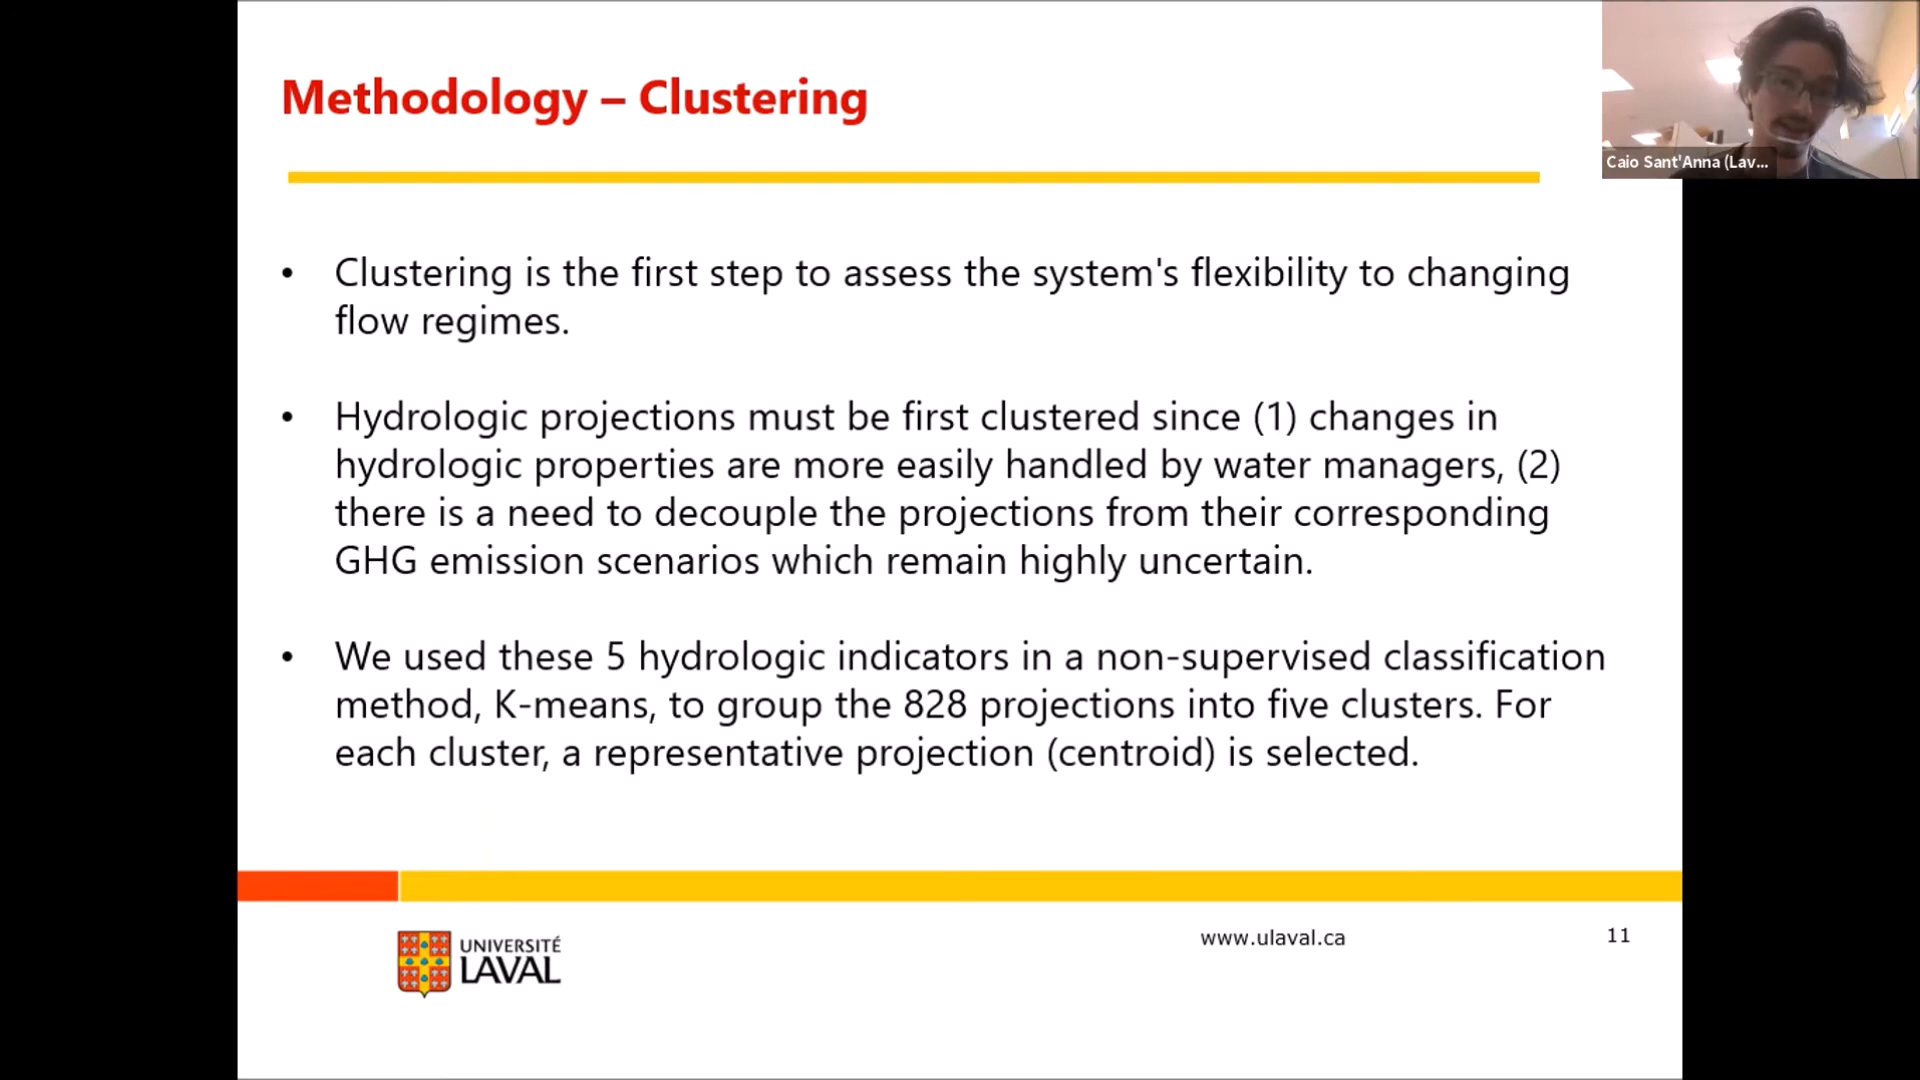 Methodology – Clustering
Caio Sant'Anna (Lav...
• Clustering is the first step to assess the system's flexibility to changing
flow regimes.
• Hydrologic projections must be first clustered since (1) changes in
hydrologic properties are more easily handled by water managers, (2)
there is a need to decouple the projections from their corresponding
GHG emission scenarios which remain highly uncertain.
• We used these 5 hydrologic indicators in a non-supervised classification
method, K-means, to group the 828 projections into five clusters. For
each cluster, a representative projection (centroid) is selected.
UNIVERSITÉ
LAVAL
www.ulaval.ca
11